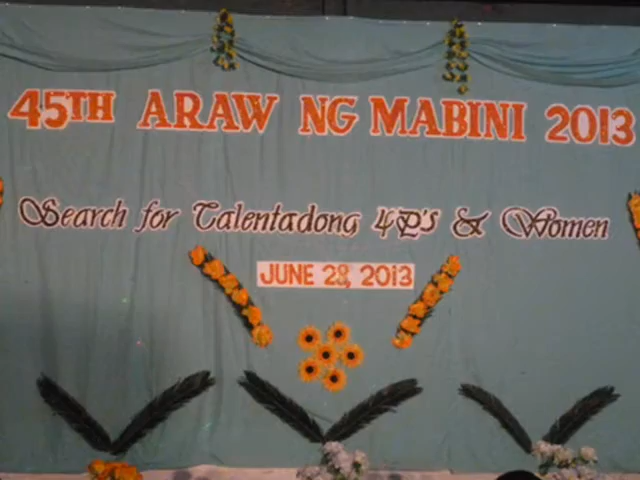 45TH ARAW NG MABINI 2013
Search for Talentadong 4P's & Women
JUNE 28, 2013